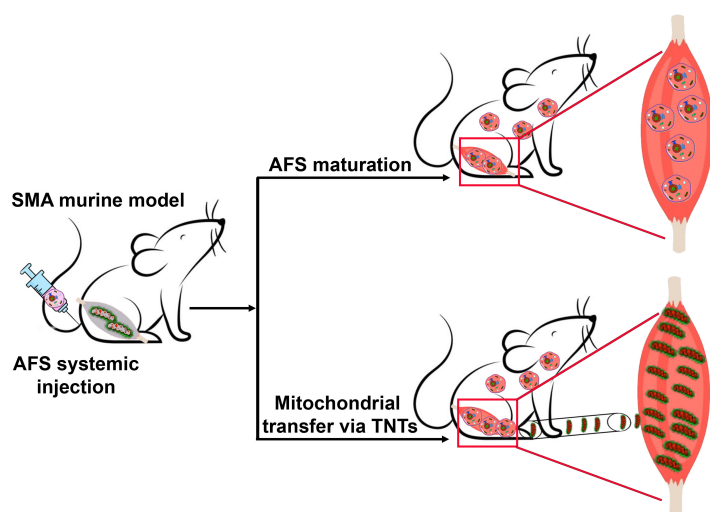 SMA murine model
AFS systemic
injection
AFS maturation
Mitochondrial
transfer via TNTs